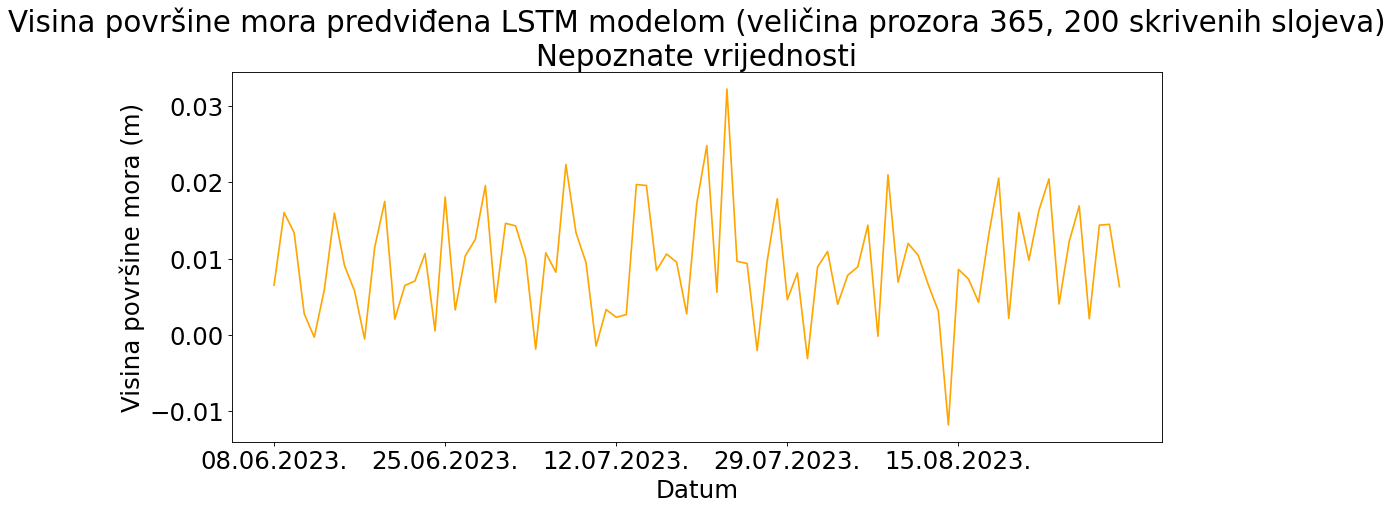 Visina površine mora predviđena LSTM modelom (veličina prozora 365, 200 skrivenih slojeva)
Nepoznate vrijednosti
Visina površine mora (m)
0.03
0.02
0.01
0.00
−0.01
08.06.2023.
25.06.2023.
12.07.2023.
29.07.2023.
15.08.2023.
Datum